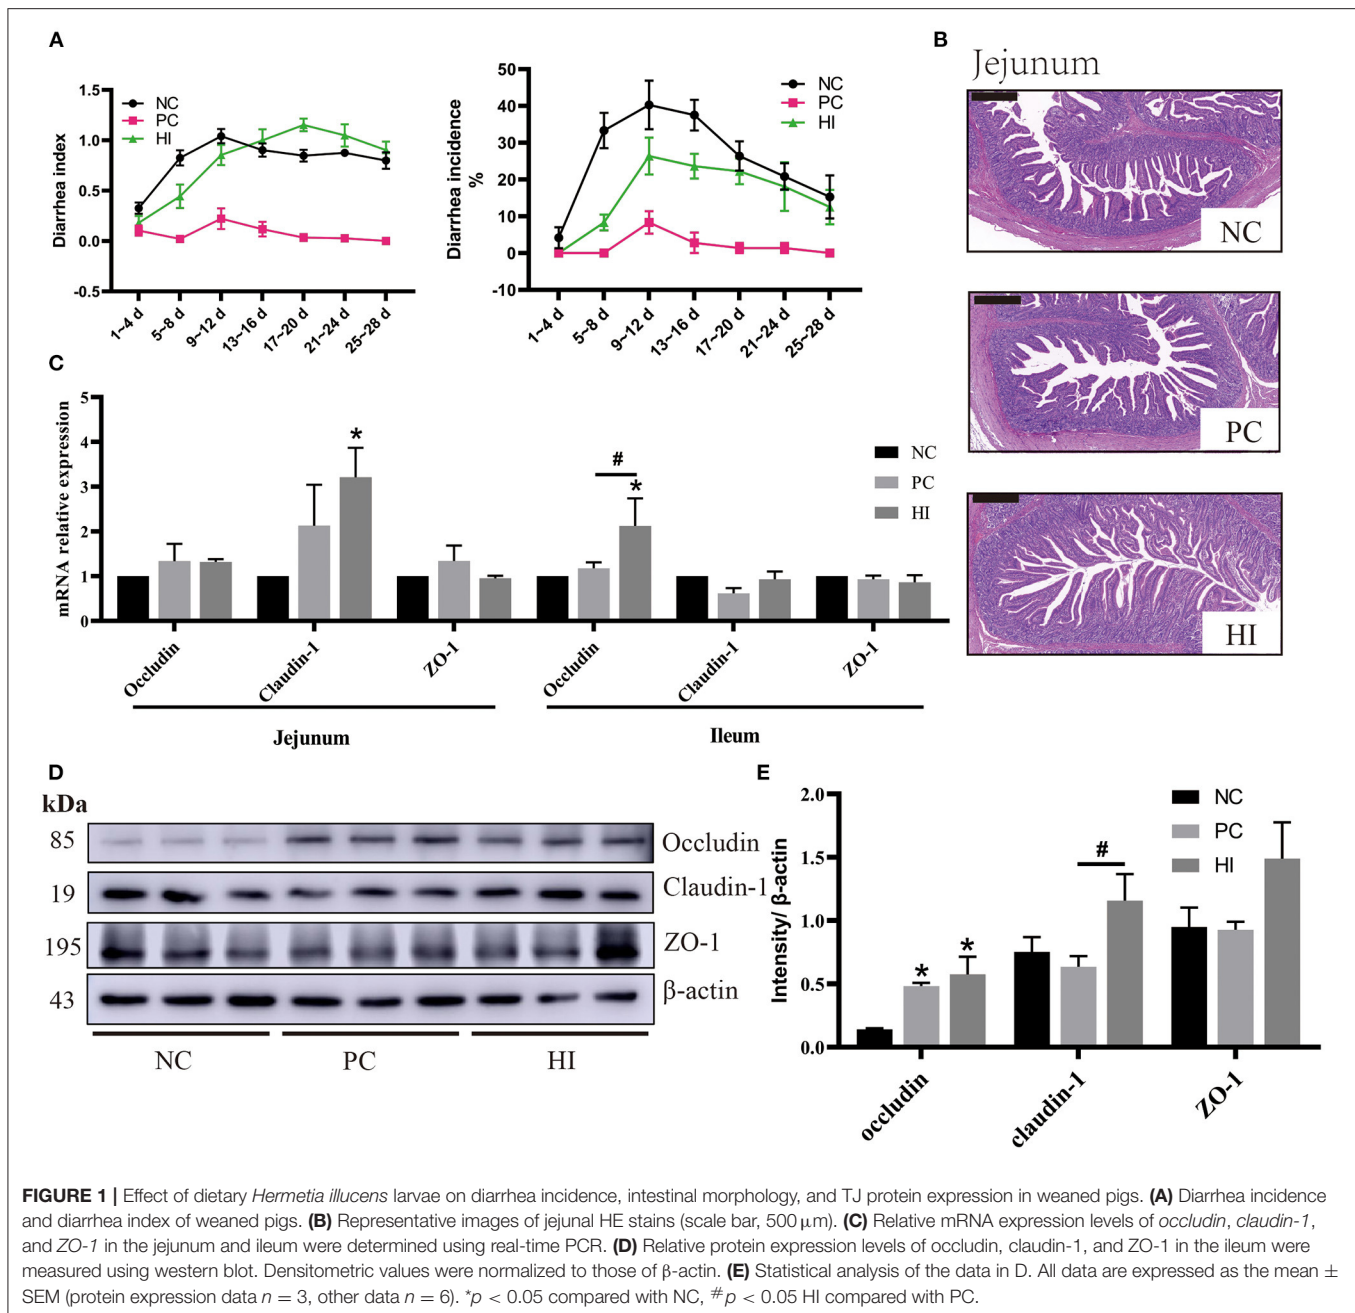 A
1.5
1.0
0.5
0.0
-0.5
Diarrhea index
NC
PC
HI
1~4 d
5~8 d
9~12 d
13~16 d
17~20 d
21~24 d
25~28 d
50
40
30
20
10
0
-10
Diarrhea incidence
%
NC
PC
HI
1~4 d
5~8 d
9~12 d
13~16 d
17~20 d
21~24 d
25~28 d
B
Jejunum
NC
PC
HI
C
5
4
3
2
1
0
mRNA relative expression
*
#
*
NC
PC
HI
Occludin
Claudin-1
ZO-1
Occludin
Claudin-1
ZO-1
Jejunum
Ileum
D
kDa
85
Occludin
19
Claudin-1
195
ZO-1
43
β-actin
NC
PC
HI
E
2.0
1.5
1.0
0.5
0.0
Intensity/ β-actin
NC
PC
HI
*
*
#
occludin
claudin-1
ZO-1
FIGURE 1 | Effect of dietary Hermetia illucens larvae on diarrhea incidence, intestinal morphology, and TJ protein expression in weaned pigs. (A) Diarrhea incidence
and diarrhea index of weaned pigs. (B) Representative images of jejunal HE stains (scale bar, 500 μm). (C) Relative mRNA expression levels of occludin, claudin-1,
and ZO-1 in the jejunum and ileum were determined using real-time PCR. (D) Relative protein expression levels of occludin, claudin-1, and ZO-1 in the ileum were
measured using western blot. Densitometric values were normalized to those of β-actin. (E) Statistical analysis of the data in D. All data are expressed as the mean ±
SEM (protein expression data n = 3, other data n = 6). *p < 0.05 compared with NC, #p < 0.05 HI compared with PC.